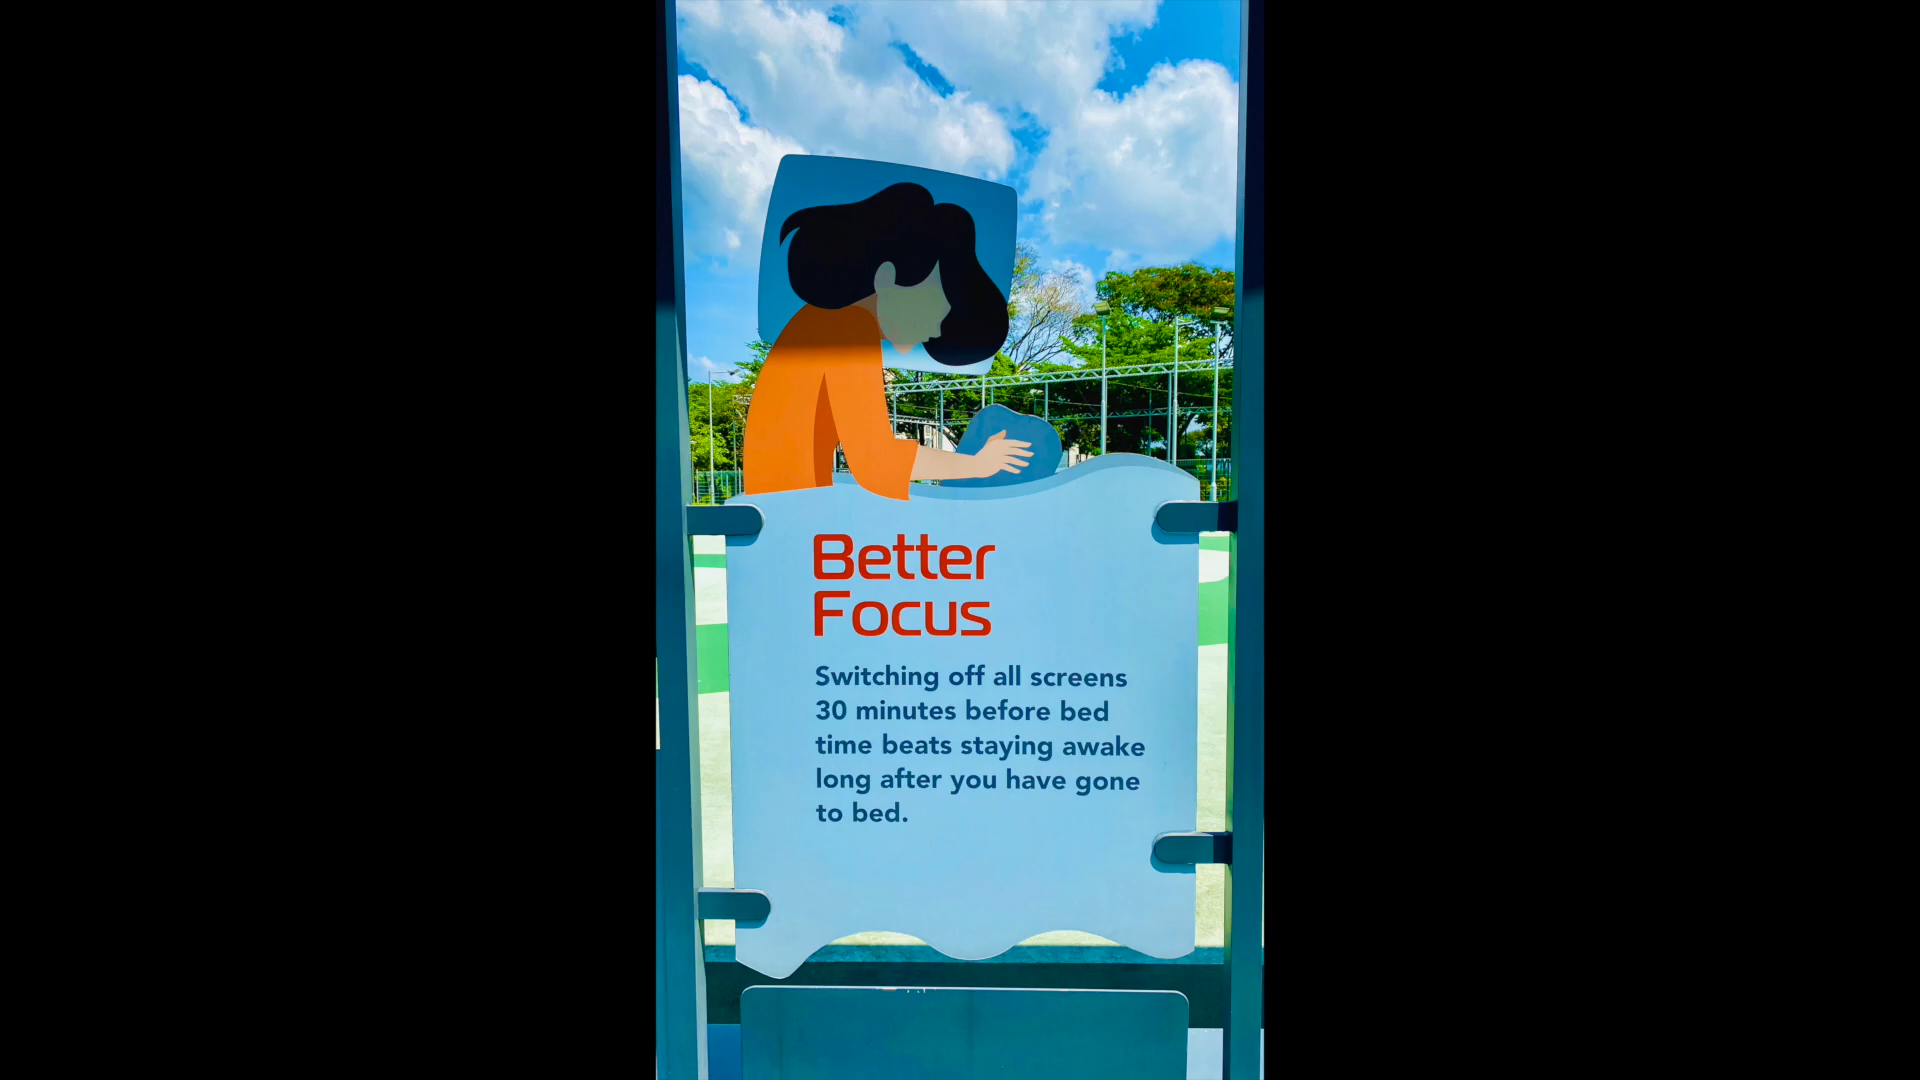 Better
Focus
Switching off all screens
30 minutes before bed
time beats staying awake
long after you have gone
to bed.